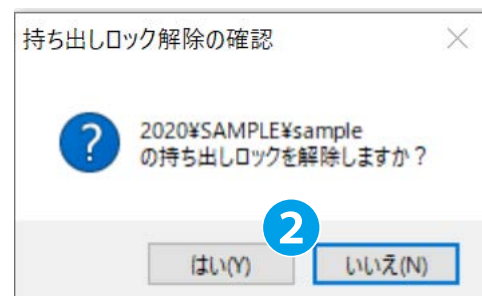 持ち出しロック解除の確認
2020¥SAMPLE¥sample
の持ち出しロックを解除しますか？
2
はい(Y) いいえ(N)